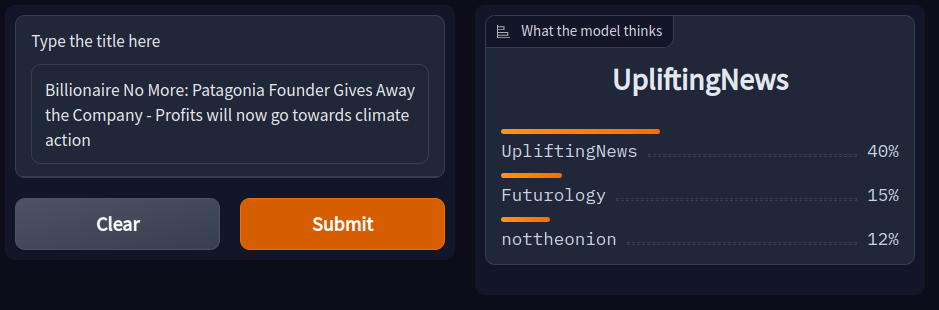 Type the title here
Billionaire No More: Patagonia Founder Gives Away
the Company - Profits will now go towards climate
action
Clear
Submit
What the model thinks
UpliftingNews
UpliftingNews 40%
Futurology 15%
nottheonion 12%